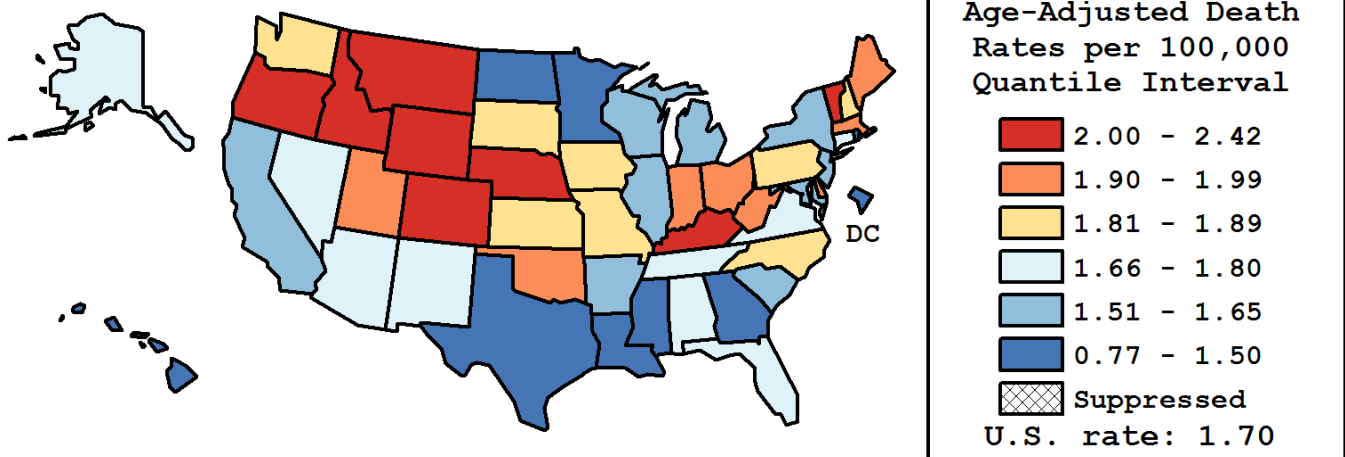 DC
Age-Adjusted Death
Rates per 100,000
Quantile Interval
2.00 - 2.42
1.90 - 1.99
1.81 - 1.89
1.66 - 1.80
1.51 - 1.65
0.77 - 1.50
Suppressed
U.S. rate: 1.70